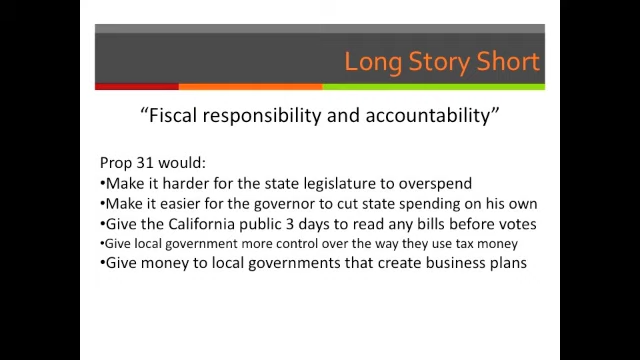 Long Story Short
“Fiscal responsibility and accountability”
Prop 31 would:
•Make it harder for the state legislature to overspend
•Make it easier for the governor to cut state spending on his own
•Give the California public 3 days to read any bills before votes
•Give local government more control over the way they use tax money
•Give money to local governments that create business plans